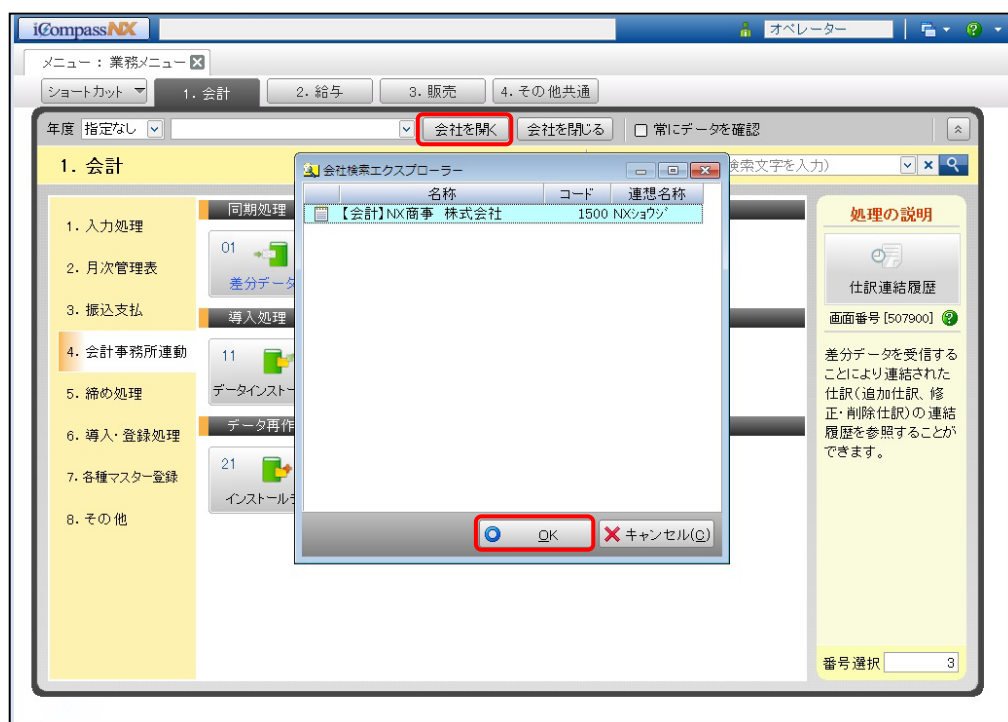 iCompassNX
オペレーター
メニュー：業務メニュー
ショートカット 1. 会計 2. 給与 3. 販売 4. その他共通
年度 指定なし 会社を開く 会社を閉じる 常にデータを確認
1. 会計
検索文字を入力)
会社検索エクスプローラー
名称 コード 連想名称
【会計】NX商事 株式会社 1500 NXｼｮｳｼﾞ
OK キャンセル(C)
1. 入力処理
2. 月次管理表
3. 振込支払
4. 会計事務所連動
5. 締め処理
6. 導入・登録処理
7. 各種マスター登録
8. その他
同期処理
01
差分データ
導入処理
11
データインストー
データ再作
21
インストール
処理の説明
仕訳連結履歴
画面番号 [507900]
差分データを受信する
ことにより連結された
仕訳(追加仕訳、修
正・削除仕訳)の連結
履歴を参照することが
できます。
番号選択 3